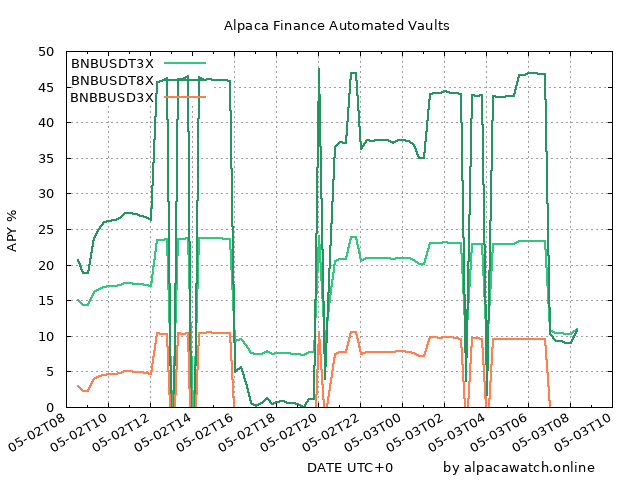 Alpaca Finance Automated Vaults
50
45
40
35
30
25
20
15
10
5
0
APY %
BNBUSDT3X
BNBUSDT8X
BNBBUSD3X
05-02T08
05-02T10
05-02T12
05-02T14
05-02T16
05-02T18
05-02T20
05-02T22
05-03T00
05-03T02
05-03T04
05-03T06
05-03T08
05-03T10
DATE UTC+0
by alpacawatch.online